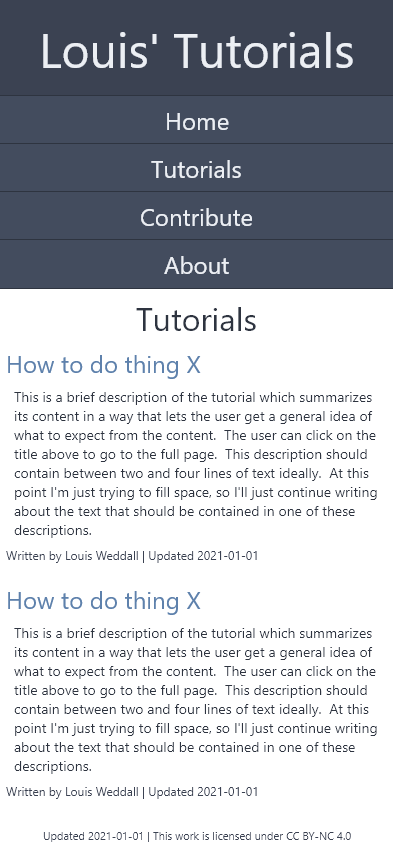 Louis' Tutorials
Home
Tutorials
Contribute
About
Tutorials
How to do thing X
This is a brief description of the tutorial which summarizes
its content in a way that lets the user get a general idea of
what to expect from the content.  The user can click on the
title above to go to the full page.  This description should
contain between two and four lines of text ideally.  At this
point I'm just trying to fill space, so I'll just continue writing
about the text that should be contained in one of these
descriptions.
Written by Louis Weddall | Updated 2021-01-01
How to do thing X
This is a brief description of the tutorial which summarizes
its content in a way that lets the user get a general idea of
what to expect from the content.  The user can click on the
title above to go to the full page.  This description should
contain between two and four lines of text ideally.  At this
point I'm just trying to fill space, so I'll just continue writing
about the text that should be contained in one of these
descriptions.
Written by Louis Weddall | Updated 2021-01-01
Updated 2021-01-01 | This work is licensed under CC BY-NC 4.0